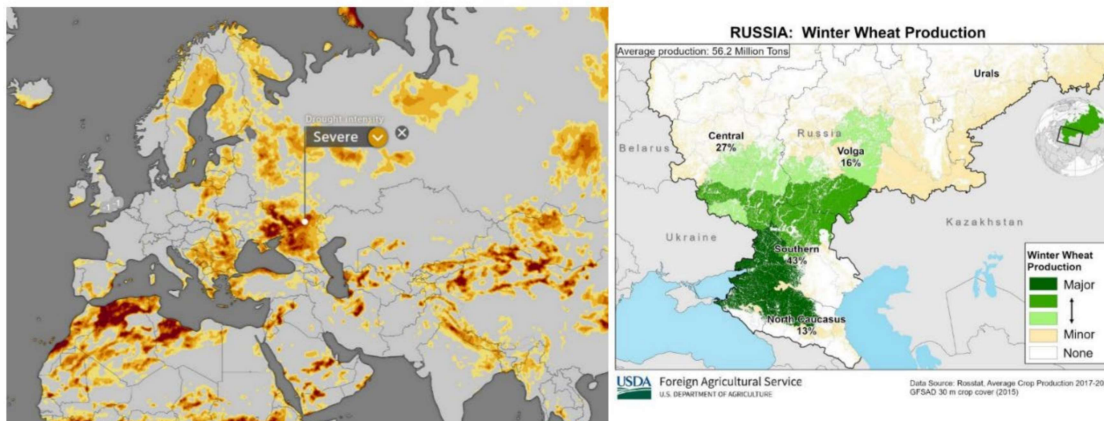 Drought intensity
Severe
RUSSIA: Winter Wheat Production
Average production: 56.2 Million Tons
Urals
Central
27%
Russia
Belarus
Volga
16%
Kazakhstan
Ukraine
Southern
43%
North Caucasus
13%
Winter Wheat
Production
Major
Minor
None
USDA
Foreign Agricultural Service
U.S. DEPARTMENT OF AGRICULTURE
Data Source: Rosstat, Average Crop Production 2017-20
GFSAD 30 m crop cover (2015)